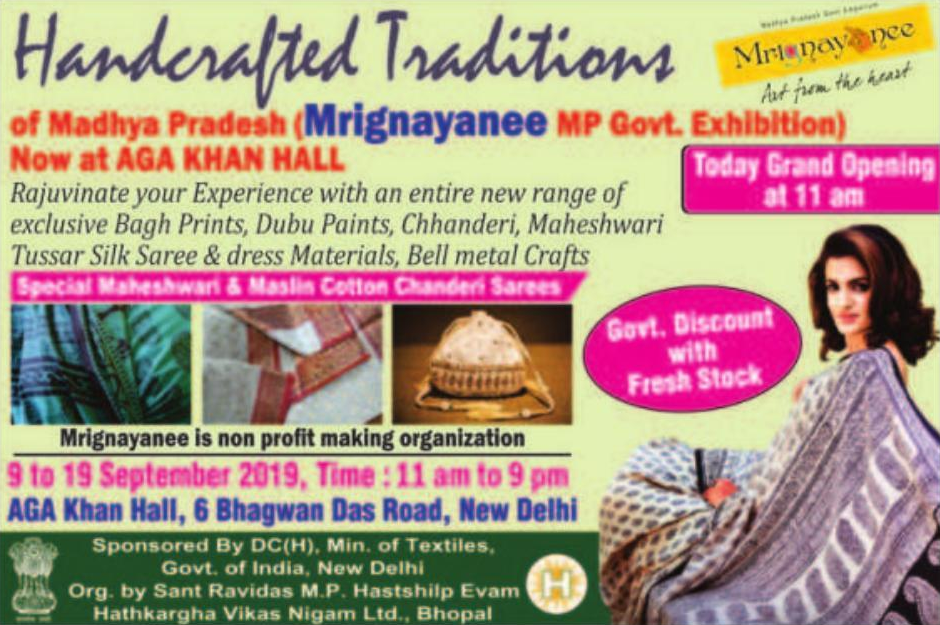 Handcrafted Traditions
Madhya Pradesh Govt Emporium
Mrignayanee
Art from the heart
of Madhya Pradesh (Mrignayanee MP Govt. Exhibition)
Now at AGA KHAN HALL
Today Grand Opening
at 11 am
Rajuvinate your Experience with an entire new range of
exclusive Bagh Prints, Dubu Paints, Chhanderi, Maheshwari
Tussar Silk Saree & dress Materials, Bell metal Crafts
Special Maheshwari & Maslin Cotton Chanderi Sarees
Govt. Discount
with
Fresh Stock
Mrignayanee is non profit making organization
9 to 19 September 2019, Time : 11 am to 9 pm
AGA Khan Hall, 6 Bhagwan Das Road, New Delhi
Sponsored By DC(H), Min. of Textiles,
Govt. of India, New Delhi
Org. by Sant Ravidas M.P. Hastshilp Evam
Hathkargha Vikas Nigam Ltd., Bhopal
H